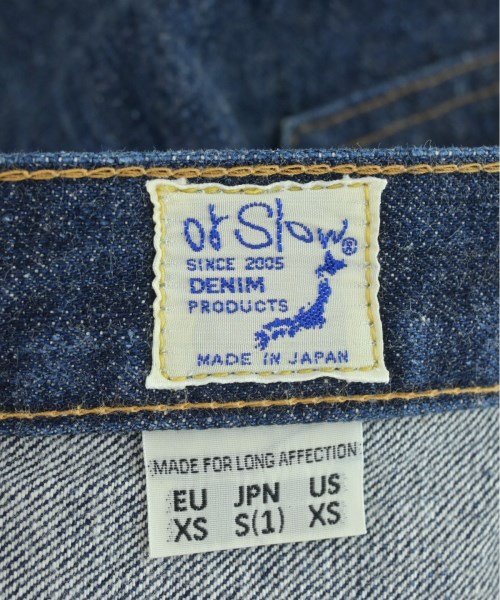 or Slow®
SINCE 2005
DENIM
PRODUCTS
MADE IN JAPAN
MADE FOR LONG AFFECTION
EU JPN US
XS S(1) XS